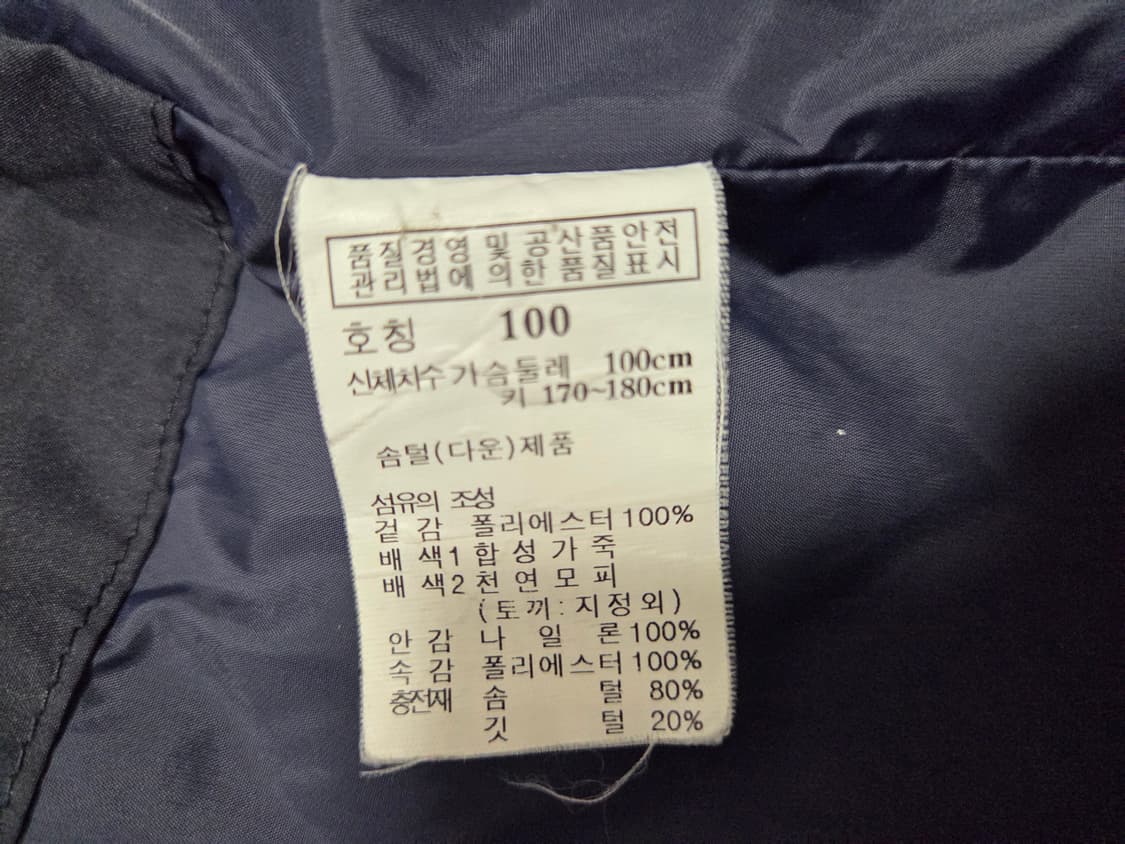 품질경영 및 공산품안전
관리법에 의한 품질표시
호칭 100
신체치수 가슴둘레 100cm
키 170~180cm
솜털(다운)제품
섬유의 조성
겉감 폴리에스터 100%
배색1 합성가죽
배색2 천연모피
(토끼:지정외)
안감 나일론 100%
속감 폴리에스터 100%
충전재 솜털 80%
깃털 20%